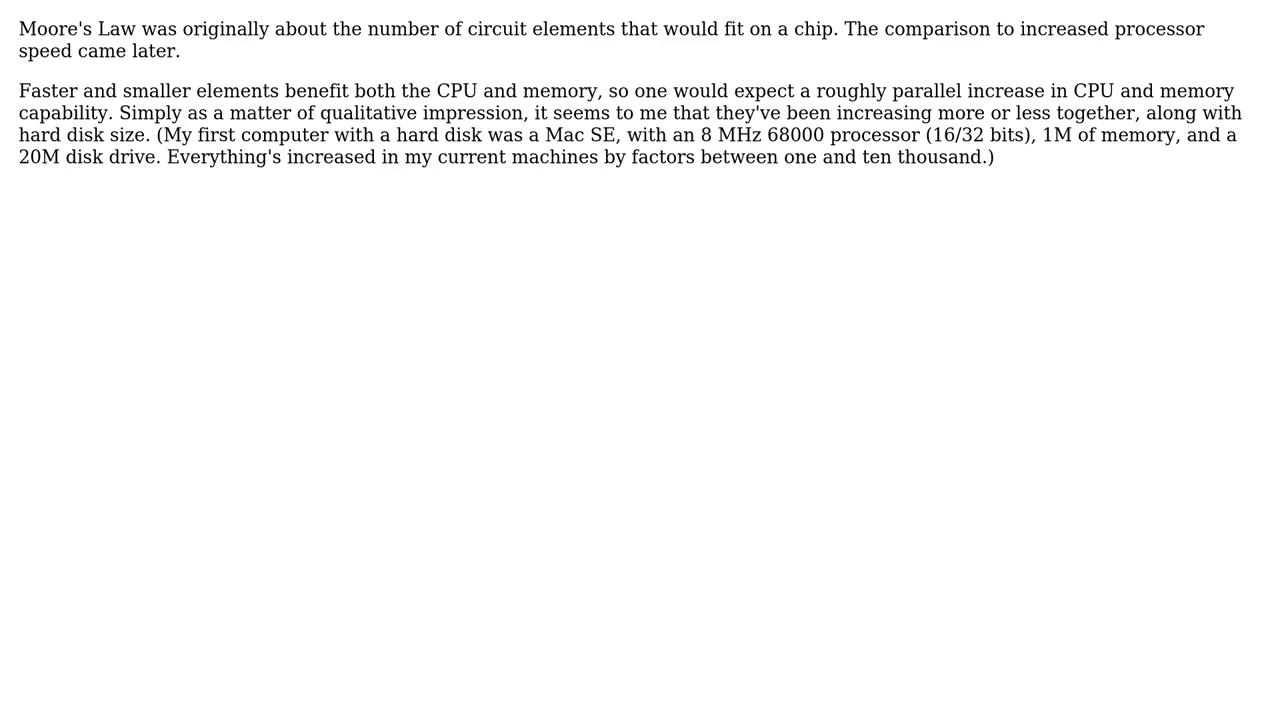 Moore's Law was originally about the number of circuit elements that would fit on a chip. The comparison to increased processor
speed came later.
Faster and smaller elements benefit both the CPU and memory, so one would expect a roughly parallel increase in CPU and memory
capability. Simply as a matter of qualitative impression, it seems to me that they've been increasing more or less together, along with
hard disk size. (My first computer with a hard disk was a Mac SE, with an 8 MHz 68000 processor (16/32 bits), 1M of memory, and a
20M disk drive. Everything's increased in my current machines by factors between one and ten thousand.)